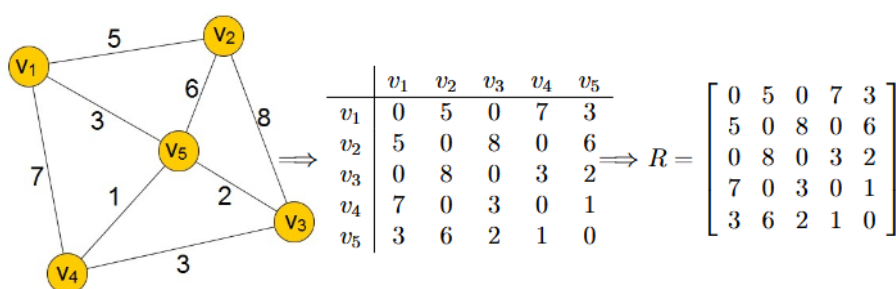 5
v₂
v₁
6
8
3
v₅
7
1
2
v₃
3
v₄
⟹
v₁ v₂ v₃ v₄ v₅
v₁ 0 5 0 7 3
v₂ 5 0 8 0 6
v₃ 0 8 0 3 2
v₄ 7 0 3 0 1
v₅ 3 6 2 1 0
⟹ R =
0 5 0 7 3
5 0 8 0 6
0 8 0 3 2
7 0 3 0 1
3 6 2 1 0